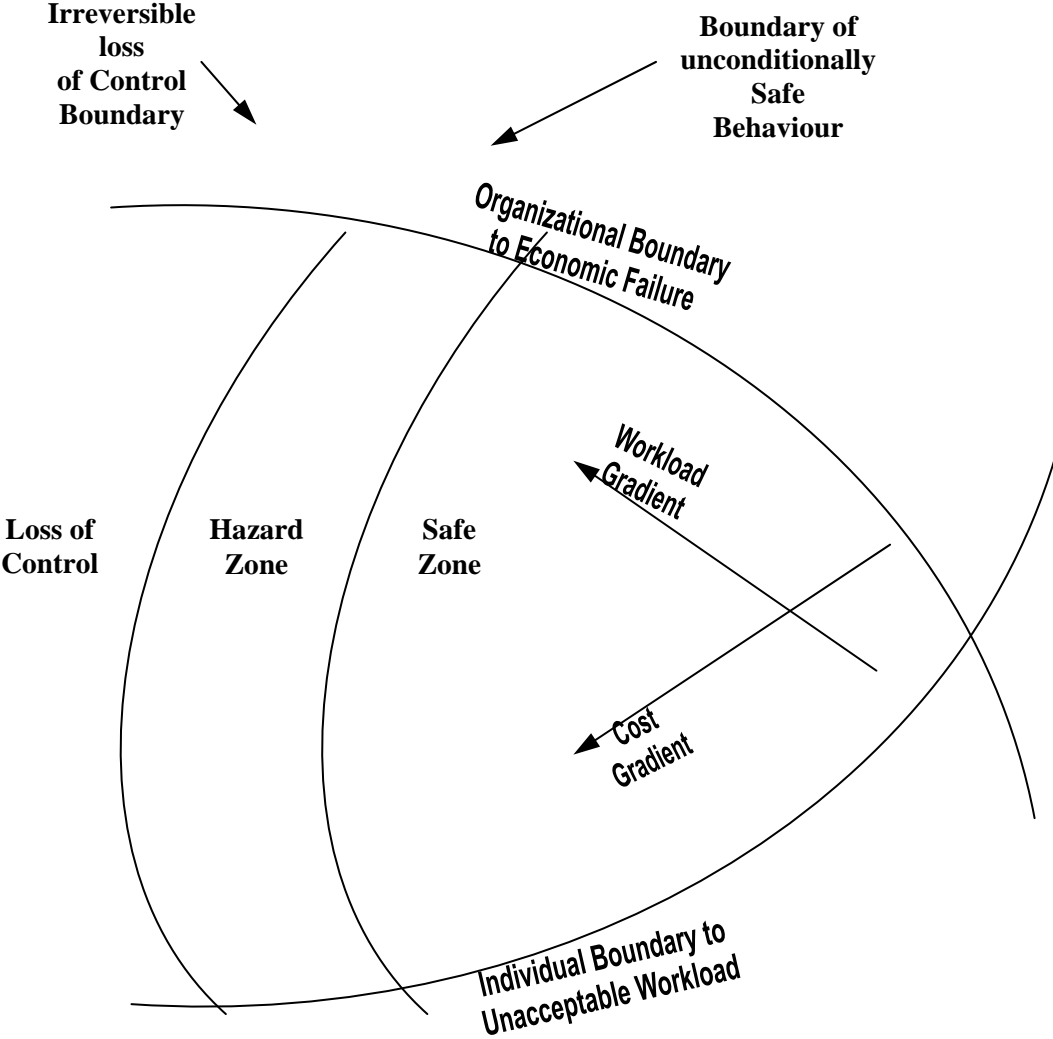 Irreversible
loss
of Control
Boundary
Boundary of
unconditionally
Safe
Behaviour
Organizational Boundary
to Economic Failure
Workload
Gradient
Loss of
Control
Hazard
Zone
Safe
Zone
Cost
Gradient
Individual Boundary to
Unacceptable Workload